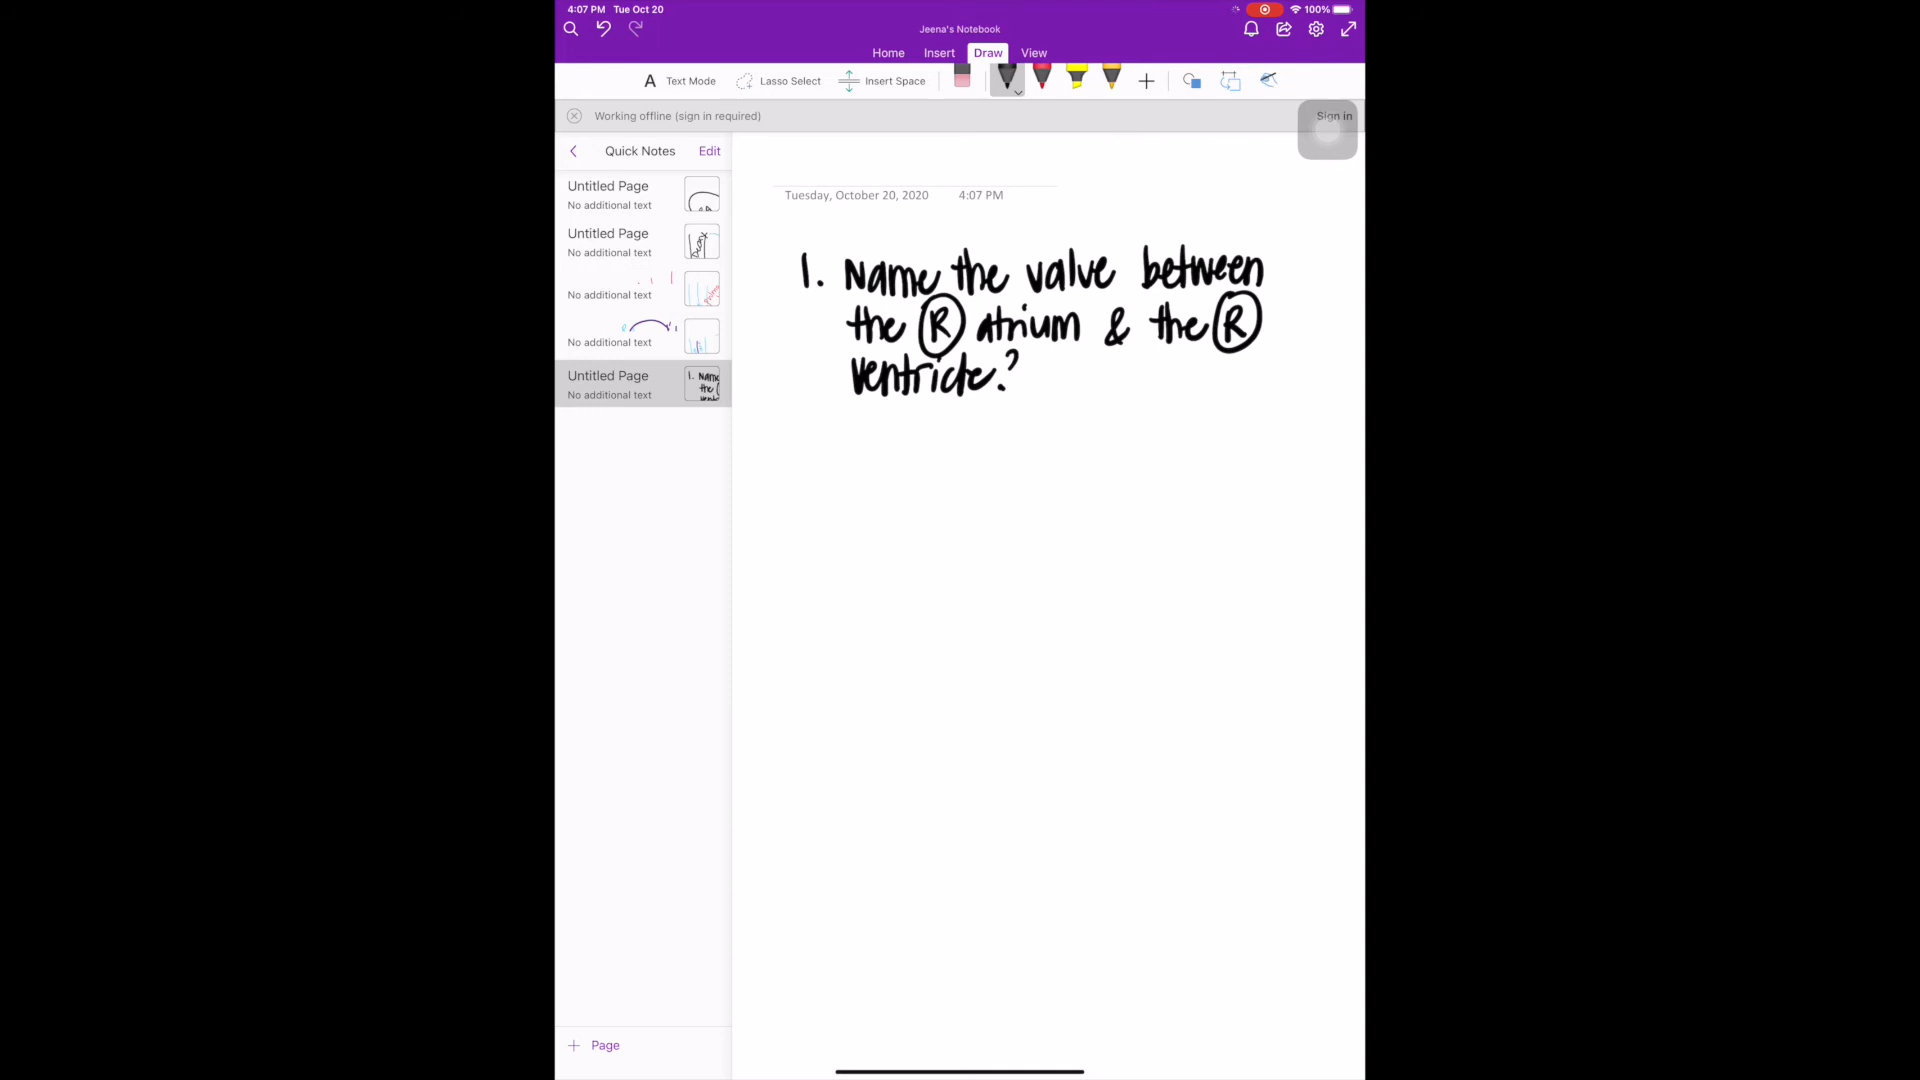 4:07 PM Tue Oct 20
100%
Jeena's Notebook
Home Insert Draw View
A Text Mode Lasso Select Insert Space
Working offline (sign in required)
Sign in
Quick Notes Edit
Untitled Page
No additional text
Untitled Page
No additional text
No additional text
No additional text
Untitled Page
No additional text
Tuesday, October 20, 2020 4:07 PM
1. Name the valve between
the R atrium & the R
ventricle?
Page